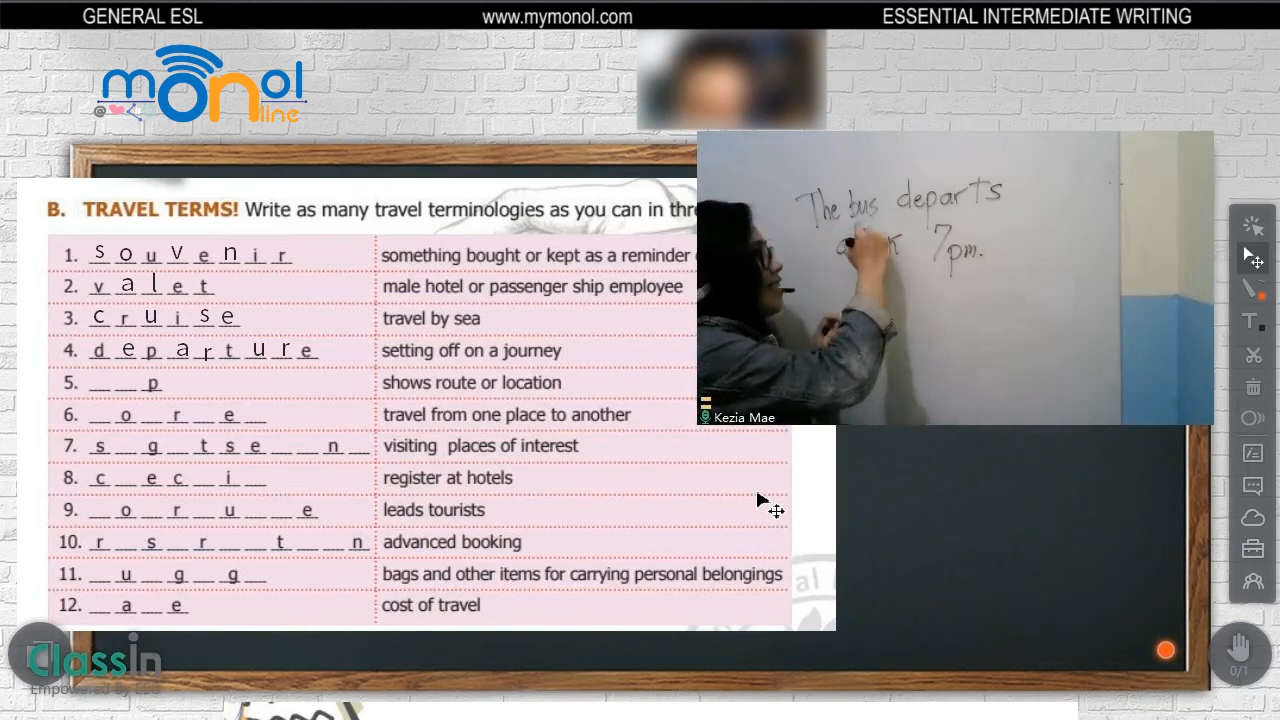 GENERAL ESL
www.mymonol.com
ESSENTIAL INTERMEDIATE WRITING
monol
line
B. TRAVEL TERMS! Write as many travel terminologies as you can in
1. s o u v e n i r something bought or kept as a reminder
2. v a l e t male hotel or passenger ship employee
3. c r u i s e travel by sea
4. d e p a r t u r e setting off on a journey
5. __ __ p shows route or location
6. __ o __ r __ e __ travel from one place to another
7. s __ g __ t s e __ __ n __ visiting places of interest
8. c __ e c __ i __ register at hotels
9. __ o __ r __ u __ __ e leads tourists
10. r __ s __ r __ __ t __ __ n advanced booking
11. __ u __ g __ g __ bags and other items for carrying personal belongings
12. __ a __ e cost of travel
The bus departs
7pm.
Kezia Mae
ClassIn
Empowered by EEO
0/1